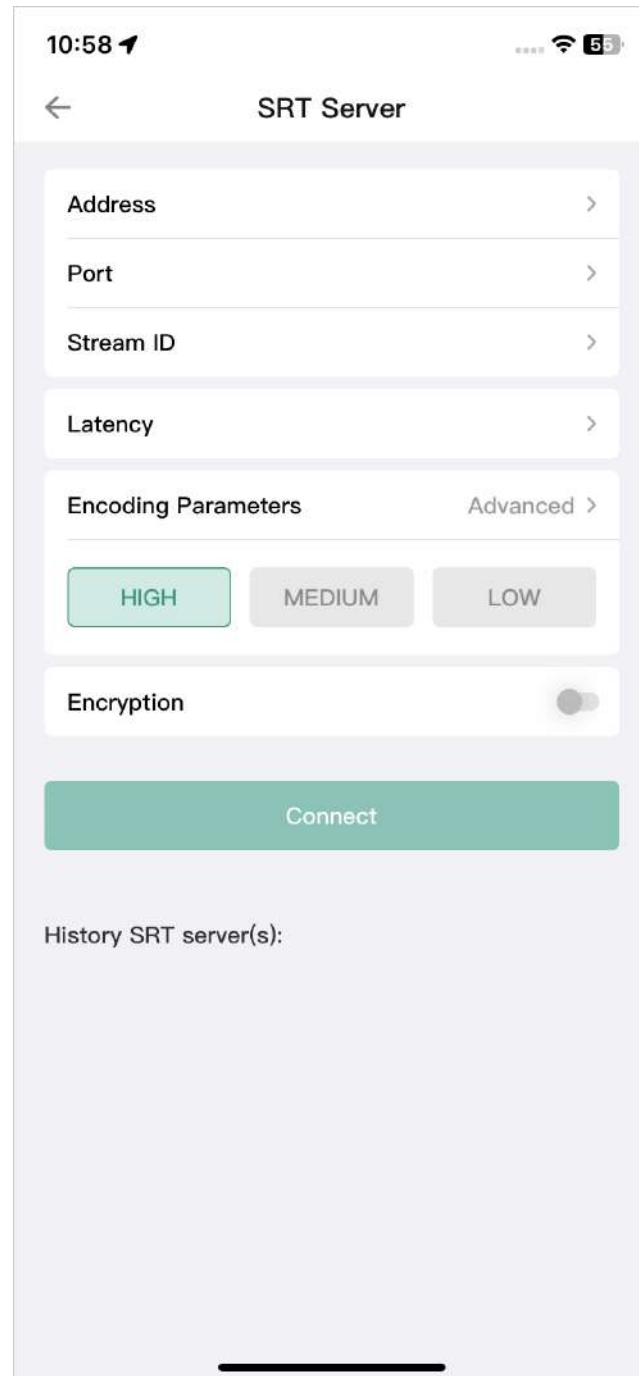 10:58
55
SRT Server
Address
Port
Stream ID
Latency
Encoding Parameters Advanced
HIGH MEDIUM LOW
Encryption
Connect
History SRT server(s):